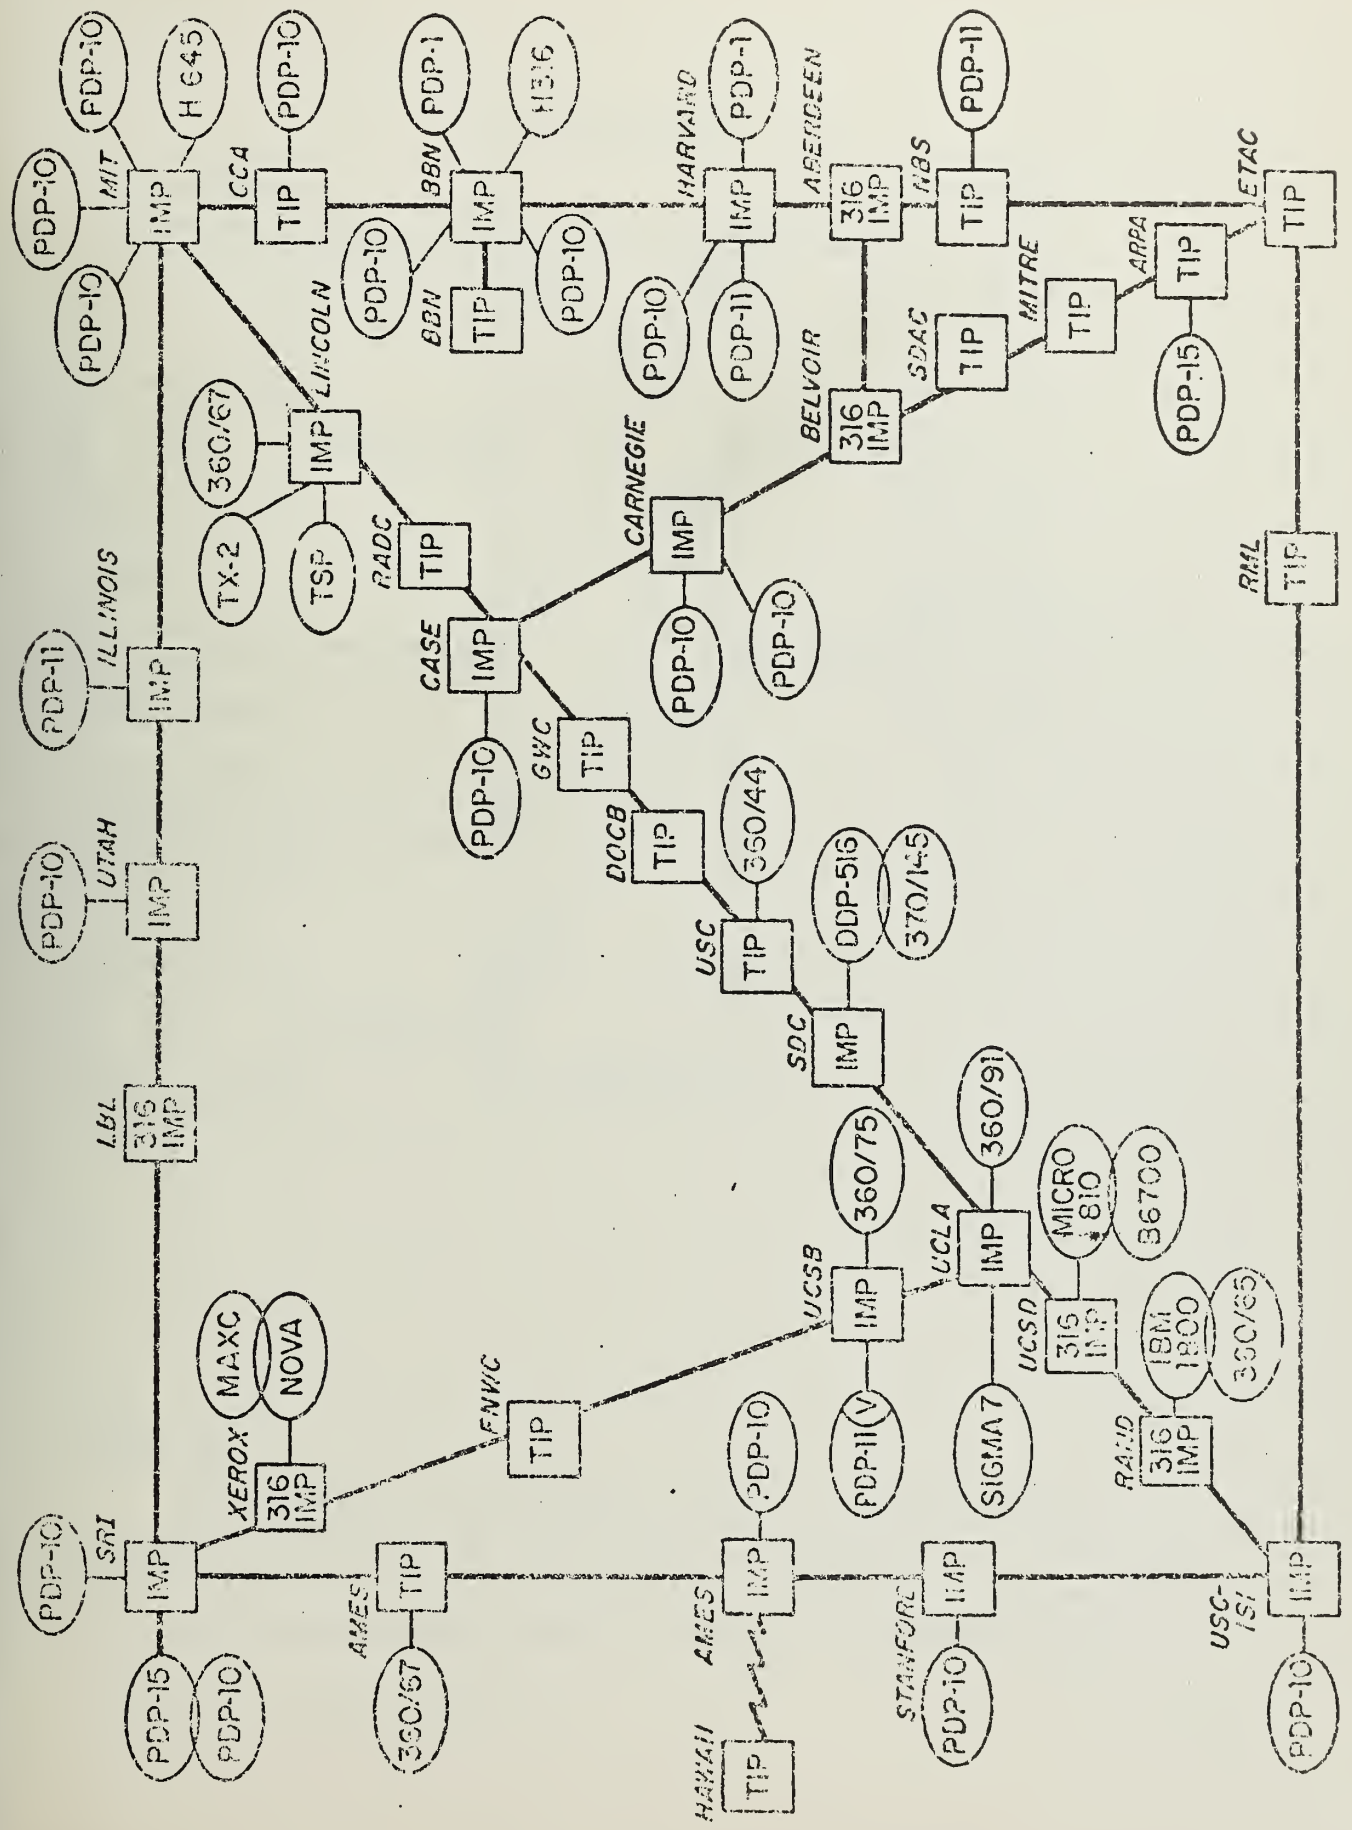 PDP-10
SRI
IMP
PDP-15
PDP-10
LBL
316
IMP
PDP-10
UTAH
IMP
PDP-11
ILLINOIS
IMP
PDP-10
PDP-10
MIT
IMP
PDP-10
H 645
XEROX
316
IMP
MAXC
NOVA
AMES
TIP
360/67
FNWC
TIP
TX-2
360/67
TSP
LINCOLN
IMP
RADC
TIP
CCA
TIP
PDP-10
CASE
IMP
PDP-10
BBN
IMP
PDP-10
PDP-1
H316
PDP-10
BBN
TIP
GWC
TIP
DOCB
TIP
CARNEGIE
IMP
PDP-10
PDP-10
HARVARD
IMP
PDP-10
PDP-1
PDP-11
HAWAII
TIP
AMES
IMP
PDP-10
USC
TIP
360/44
SDC
IMP
DDP-516
370/145
UCSB
IMP
360/75
PDP-11 V
BELVOIR
316
IMP
ABERDEEN
316
IMP
STANFORD
IMP
PDP-10
UCLA
IMP
360/91
SIGMA7
SDAC
TIP
NBS
TIP
PDP-11
UCSD
316
IMP
MICRO
810
B6700
MITRE
TIP
RAND
316
IMP
IBM
1800
360/65
ARPA
TIP
PDP-15
USC-
ISI
IMP
PDP-10
RML
TIP
ETAC
TIP